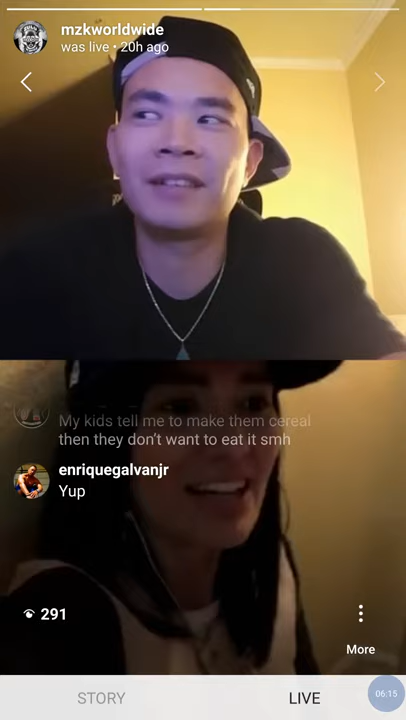 mzkworldwide
was live • 20h ago
My kids tell me to make them cereal
then they don't want to eat it smh
enriquegalvanjr
Yup
291
More
STORY
LIVE
06:15